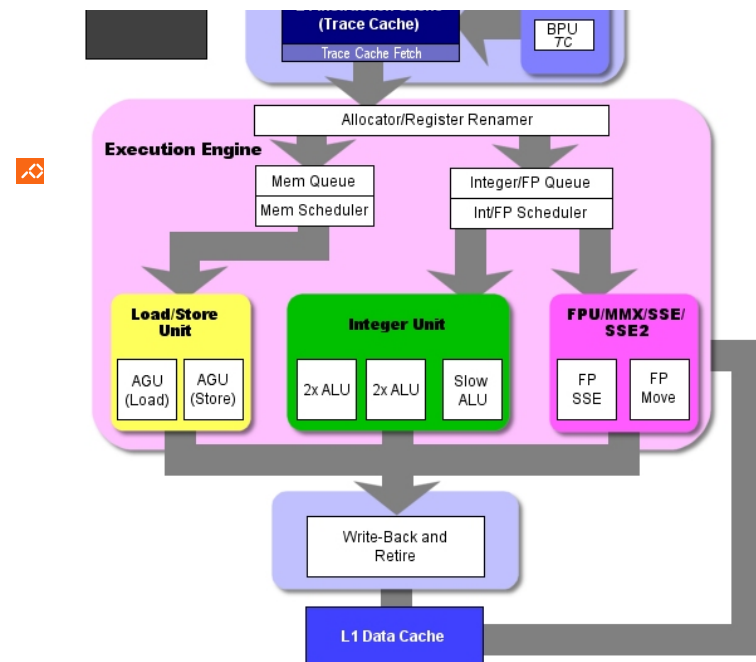 (Trace Cache)
Trace Cache Fetch
BPU
TC
Allocator/Register Renamer
Execution Engine
Mem Queue
Mem Scheduler
Integer/FP Queue
Int/FP Scheduler
Load/Store
Unit
AGU
(Load)
AGU
(Store)
Integer Unit
2x ALU
2x ALU
Slow
ALU
FPU/MMX/SSE/
SSE2
FP
SSE
FP
Move
Write-Back and
Retire
L1 Data Cache